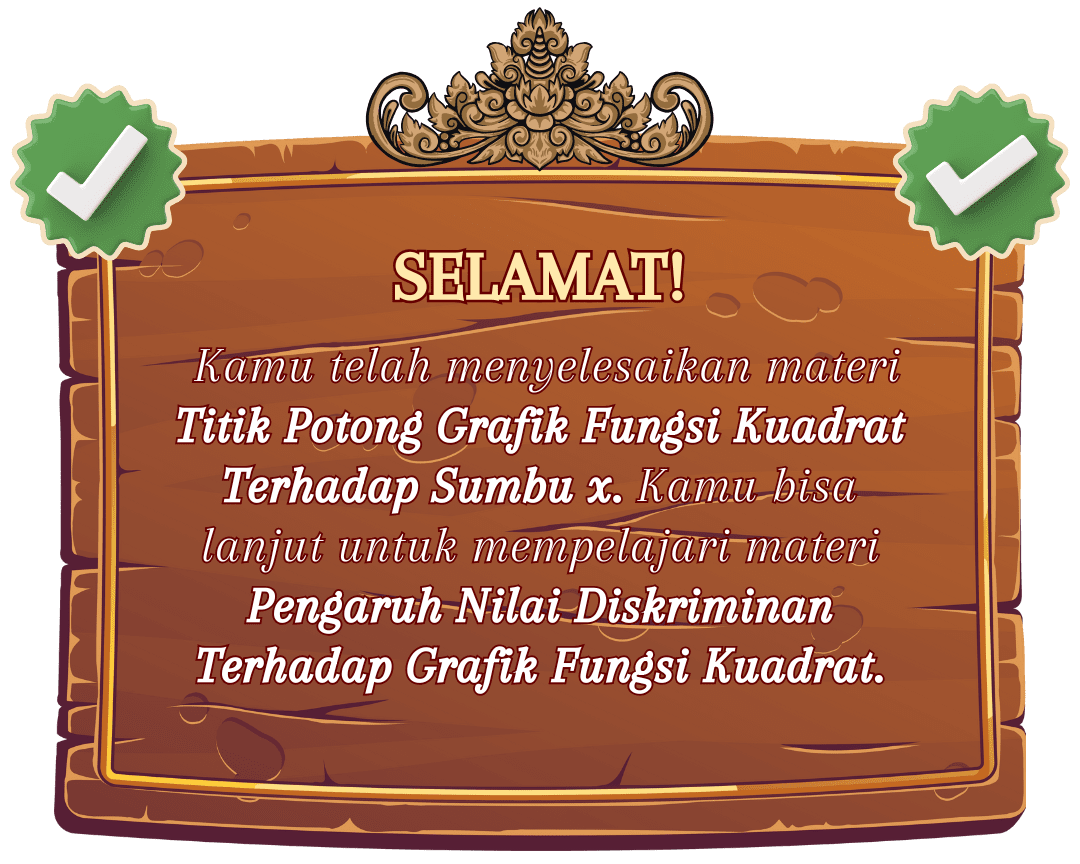 SELAMAT!
Kamu telah menyelesaikan materi
Titik Potong Grafik Fungsi Kuadrat
Terhadap Sumbu x. Kamu bisa
lanjut untuk mempelajari materi
Pengaruh Nilai Diskriminan
Terhadap Grafik Fungsi Kuadrat.